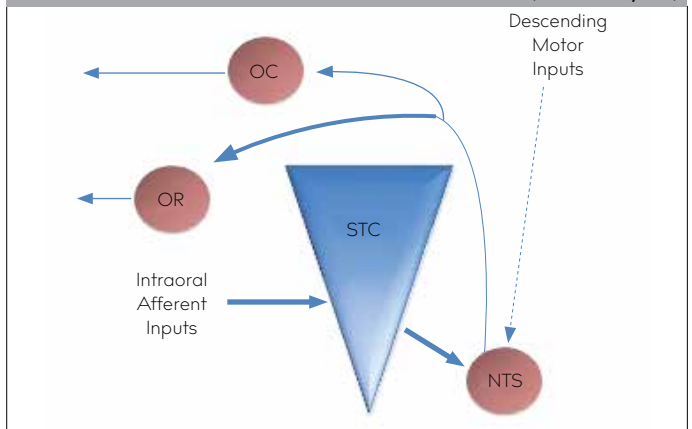 Descending
Motor
Inputs
OC
OR
STC
Intraoral
Afferent
Inputs
NTS